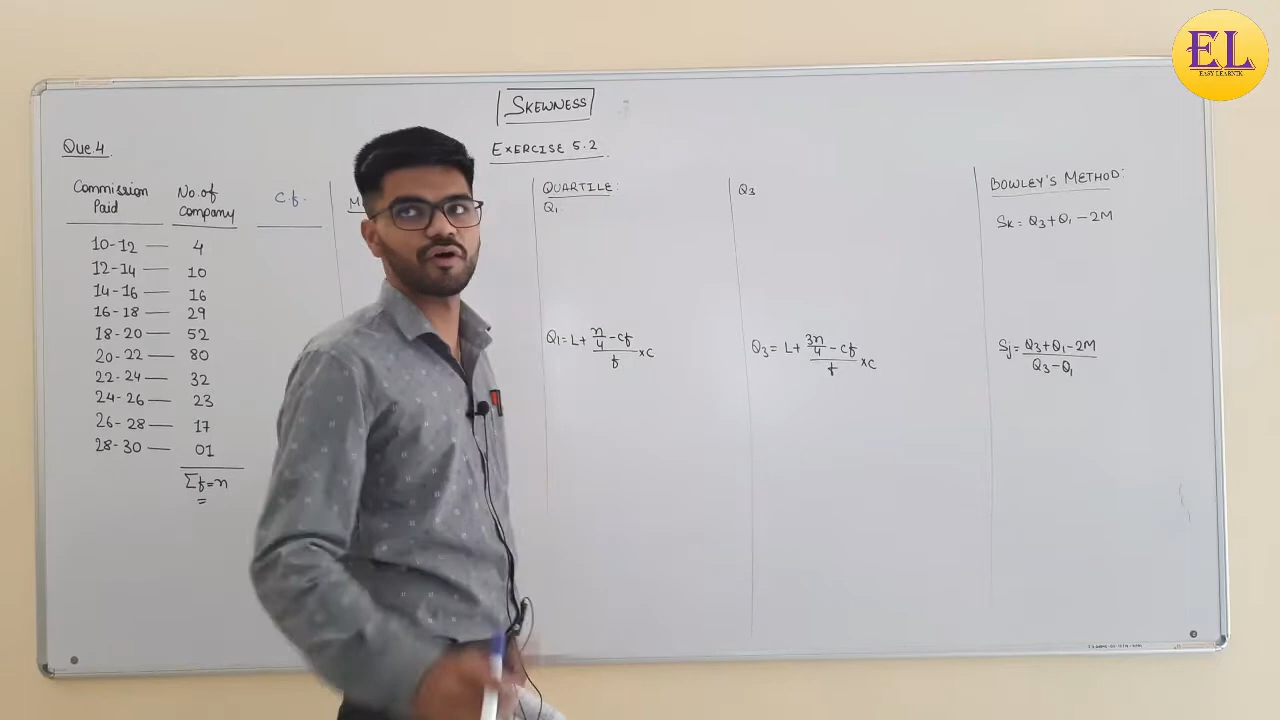 EL
EASY LEARNIK
SKEWNESS
EXERCISE 5.2
Que.4
Commission Paid
No. of company
C.f.
10-12 — 4
12-14 — 10
14-16 — 16
16-18 — 29
18-20 — 52
20-22 — 80
22-24 — 32
24-26 — 23
26-28 — 17
28-30 — 01
Σf=n
M
QUARTILE:
Q1
Q1 = L + n/4 - cf / f × C
Q3
Q3 = L + 3n/4 - cf / f × C
BOWLEY'S METHOD:
Sk = Q3 + Q1 - 2M
Sj = Q3 + Q1 - 2M / Q3 - Q1